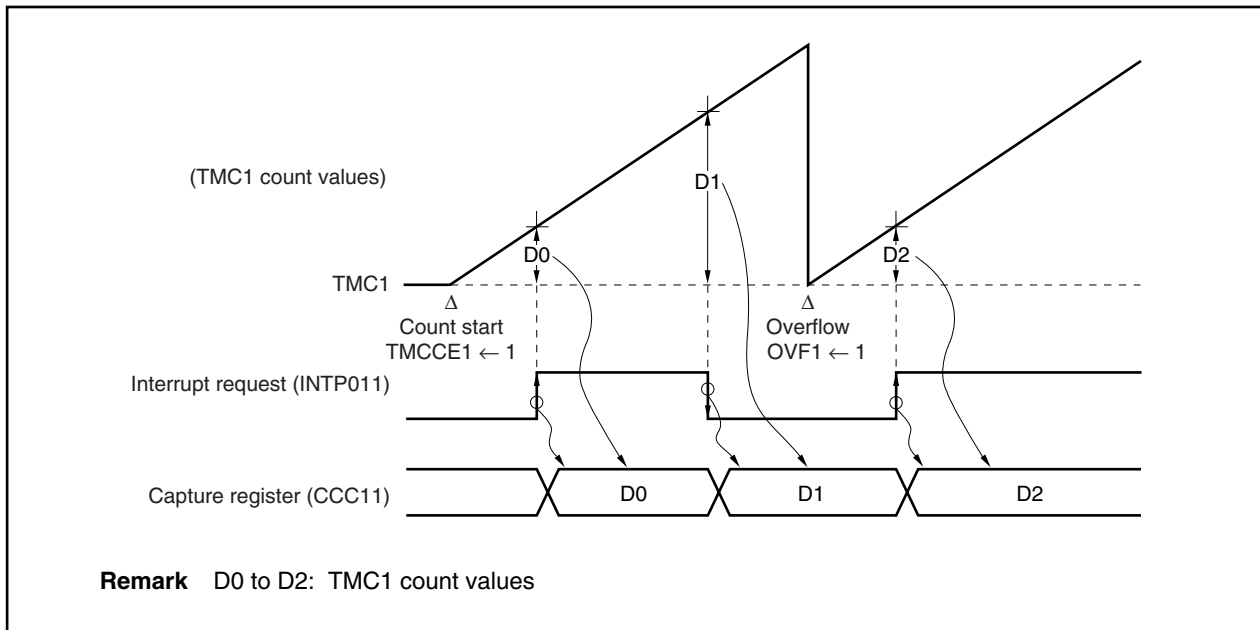 (TMC1 count values)
D1
D0
D2
TMC1
Δ
Δ
Count start
TMCCE1 ← 1
Overflow
OVF1 ← 1
Interrupt request (INTP011)
Capture register (CCC11)
D0
D1
D2
Remark D0 to D2: TMC1 count values